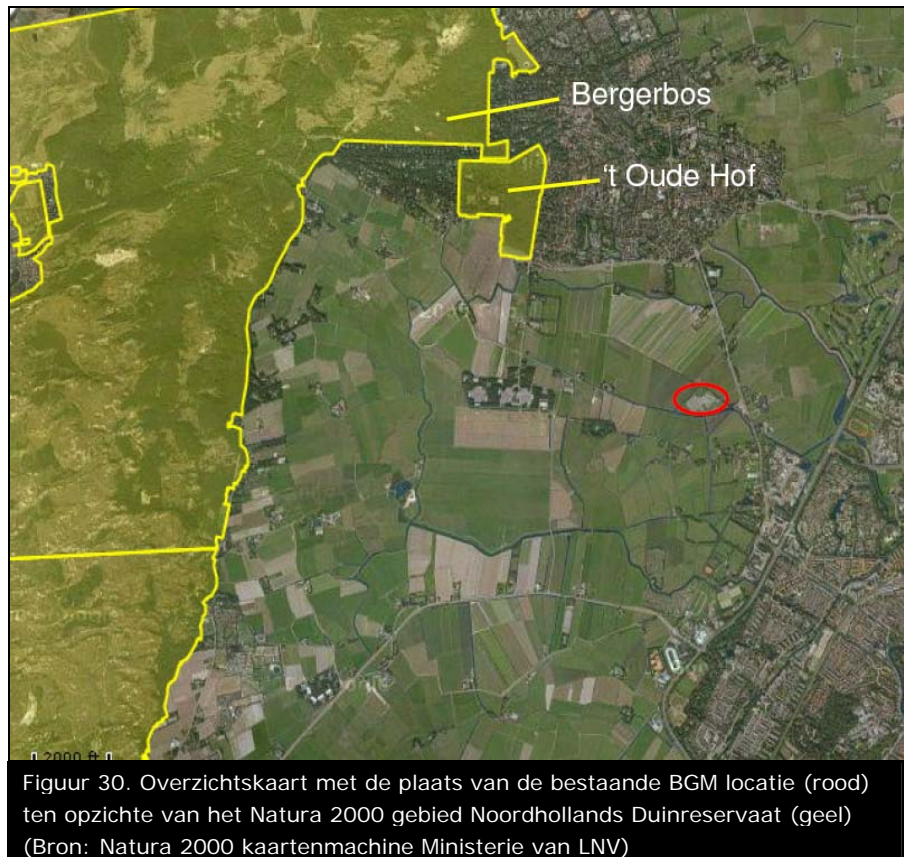 Bergerbos
't Oude Hof
2000 ft
Figuur 30. Overzichtskaart met de plaats van de bestaande BGM locatie (rood)
ten opzichte van het Natura 2000 gebied Noordhollands Duinreservaat (geel)
(Bron: Natura 2000 kaartenmachine Ministerie van LNV)